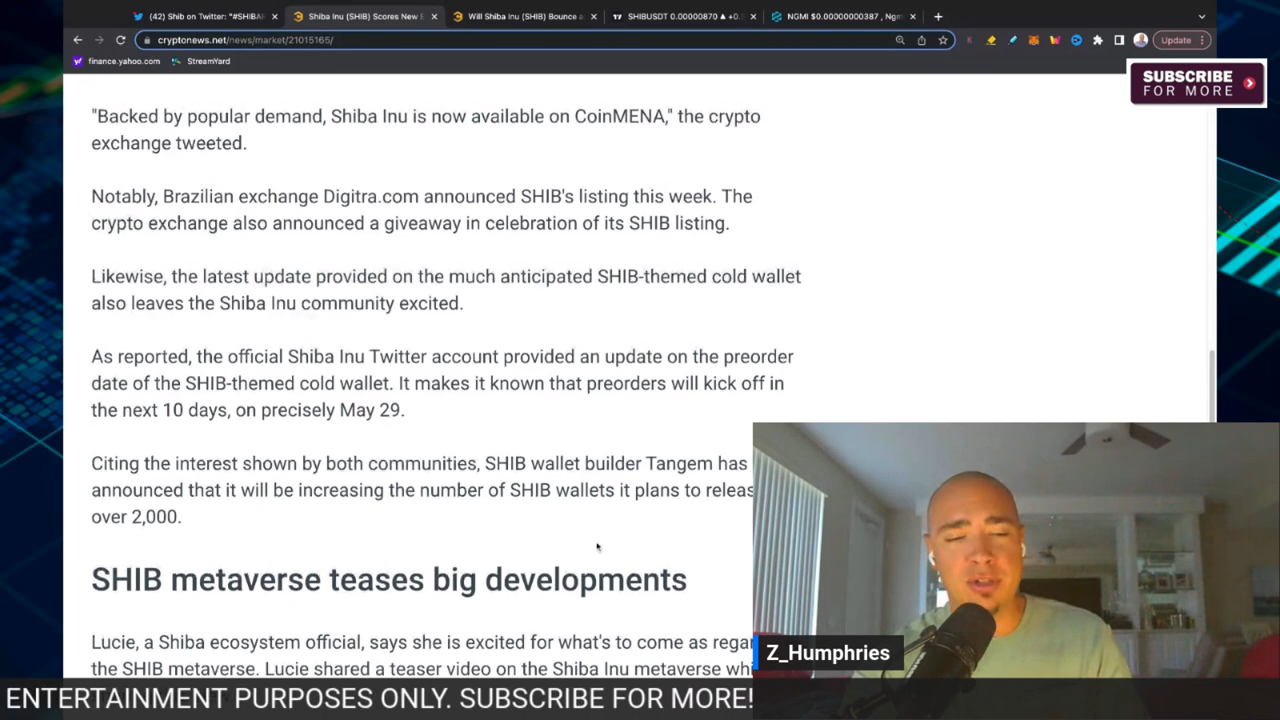 (42) Shib on Twitter: "#SHIBAR
Shiba Inu (SHIB) Scores New E
Will Shiba Inu (SHIB) Bounce a
SHIBUSDT 0.00000870 ▲ +0.
NGMI $0.00000000387 , Ngm
cryptonews.net/news/market/21015165/
Update
finance.yahoo.com
StreamYard
SUBSCRIBE
FOR MORE
"Backed by popular demand, Shiba Inu is now available on CoinMENA," the crypto
exchange tweeted.
Notably, Brazilian exchange Digitra.com announced SHIB's listing this week. The
crypto exchange also announced a giveaway in celebration of its SHIB listing.
Likewise, the latest update provided on the much anticipated SHIB-themed cold wallet
also leaves the Shiba Inu community excited.
As reported, the official Shiba Inu Twitter account provided an update on the preorder
date of the SHIB-themed cold wallet. It makes it known that preorders will kick off in
the next 10 days, on precisely May 29.
Citing the interest shown by both communities, SHIB wallet builder Tangem has
announced that it will be increasing the number of SHIB wallets it plans to releas
over 2,000.
SHIB metaverse teases big developments
Lucie, a Shiba ecosystem official, says she is excited for what's to come as regar
the SHIB metaverse. Lucie shared a teaser video on the Shiba Inu metaverse whi
Z_Humphries
ENTERTAINMENT PURPOSES ONLY. SUBSCRIBE FOR MORE!